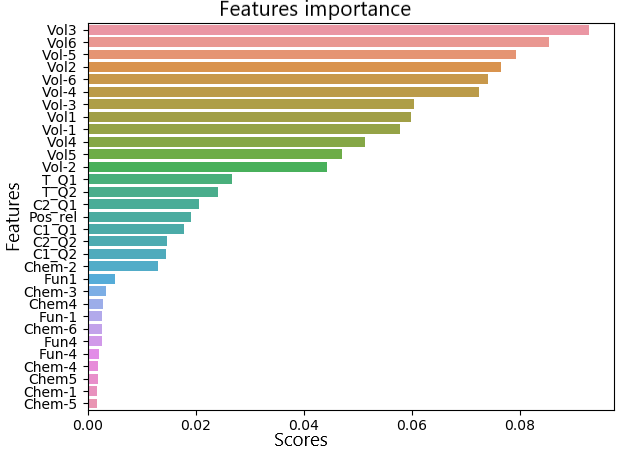 Features importance
Vol3
Vol6
Vol-5
Vol2
Vol-6
Vol-4
Vol-3
Vol1
Vol-1
Vol4
Vol5
Vol-2
T_Q1
T_Q2
C2_Q1
Pos_rel
C1_Q1
C2_Q2
C1_Q2
Chem-2
Fun1
Chem-3
Chem4
Fun-1
Chem-6
Fun4
Fun-4
Chem-4
Chem5
Chem-1
Chem-5
Features
0.00 0.02 0.04 0.06 0.08
Scores